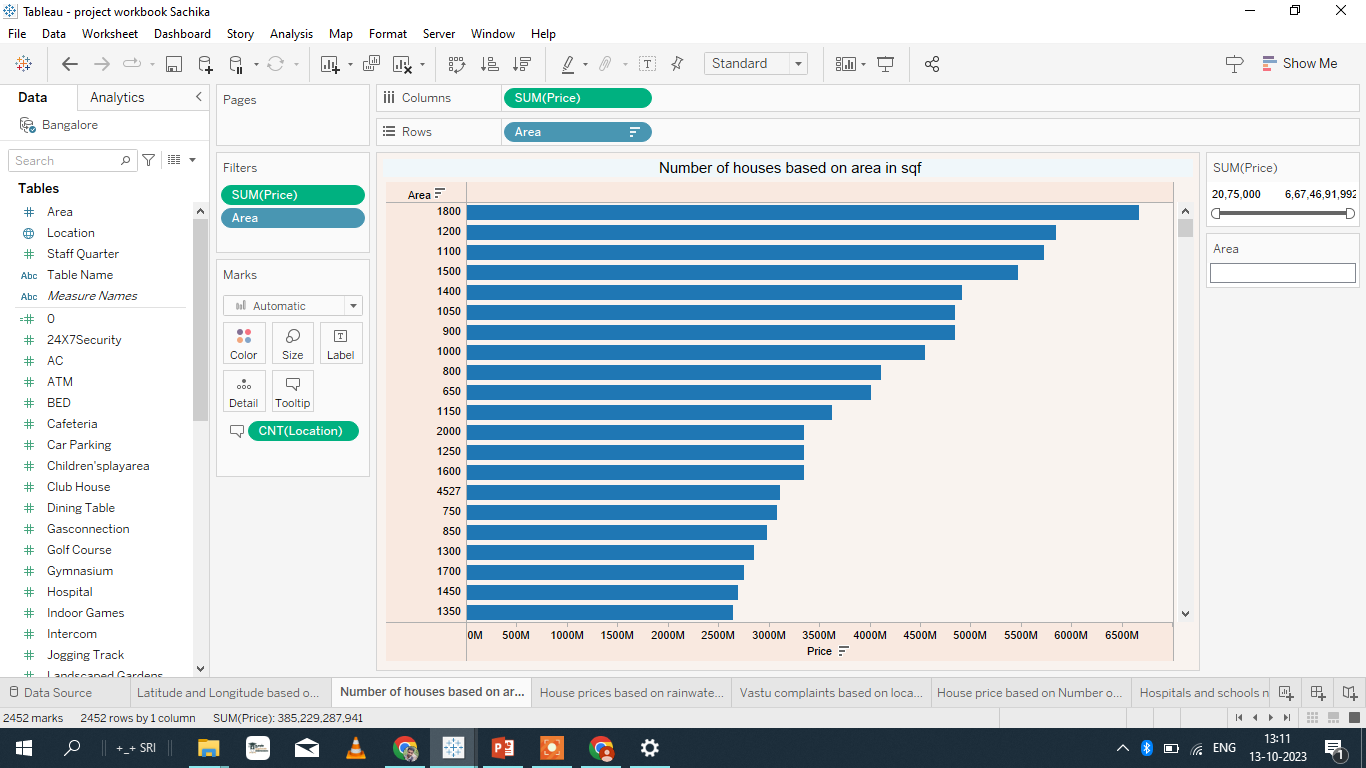 Tableau - project workbook Sachika
File Data Worksheet Dashboard Story Analysis Map Format Server Window Help
Standard
Show Me
Data Analytics
Bangalore
Search
Tables
Area
Location
Staff Quarter
Abc Table Name
Abc Measure Names
0
24X7Security
AC
ATM
BED
Cafeteria
Car Parking
Children'splayarea
Club House
Dining Table
Gasconnection
Golf Course
Gymnasium
Hospital
Indoor Games
Intercom
Jogging Track
Landscaped Gardens
Pages
Filters
SUM(Price)
Area
Marks
Automatic
Color Size Label
Detail Tooltip
CNT(Location)
Columns SUM(Price)
Rows Area
Number of houses based on area in sqf
Area
1800
1200
1100
1500
1400
1050
900
1000
800
650
1150
2000
1250
1600
4527
750
850
1300
1700
1450
1350
0M 500M 1000M 1500M 2000M 2500M 3000M 3500M 4000M 4500M 5000M 5500M 6000M 6500M
Price
SUM(Price)
20,75,000 6,67,46,91,992
Area
Data Source Latitude and Longitude based o... Number of houses based on ar... House prices based on rainwate... Vastu complaints based on loca... House price based on Number o... Hospitals and schools n
2452 marks 2452 rows by 1 column SUM(Price): 385,229,287.941
+_+ SRI
ENG
13:11
13-10-2023
1